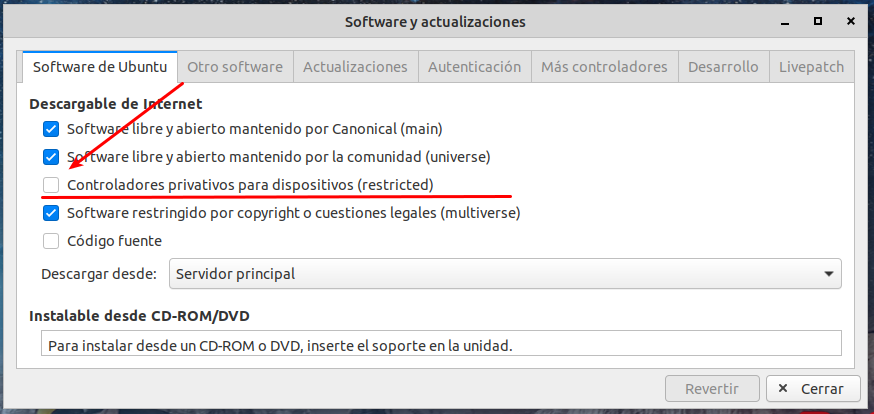 Software y actualizaciones
Software de Ubuntu Otro software Actualizaciones Autenticación Más controladores Desarrollo Livepatch
Descargable de Internet
Software libre y abierto mantenido por Canonical (main)
Software libre y abierto mantenido por la comunidad (universe)
Controladores privativos para dispositivos (restricted)
Software restringido por copyright o cuestiones legales (multiverse)
Código fuente
Descargar desde: Servidor principal
Instalable desde CD-ROM/DVD
Para instalar desde un CD-ROM o DVD, inserte el soporte en la unidad.
Revertir Cerrar